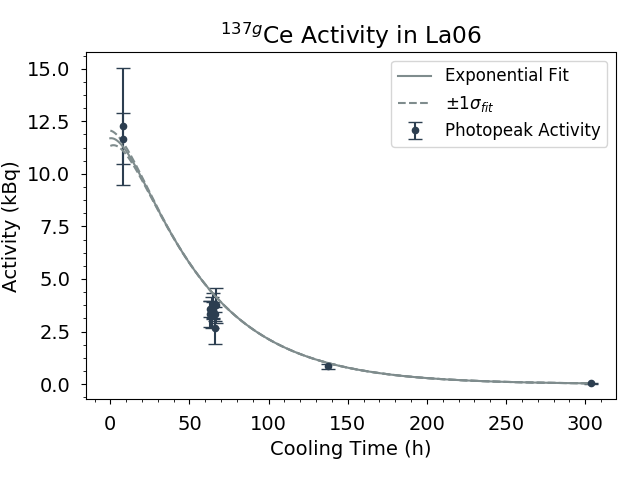 ¹³⁷ᵍCe Activity in La06
Activity (kBq)
15.0
12.5
10.0
7.5
5.0
2.5
0.0
Exponential Fit
±1σ_fit
Photopeak Activity
0 50 100 150 200 250 300
Cooling Time (h)